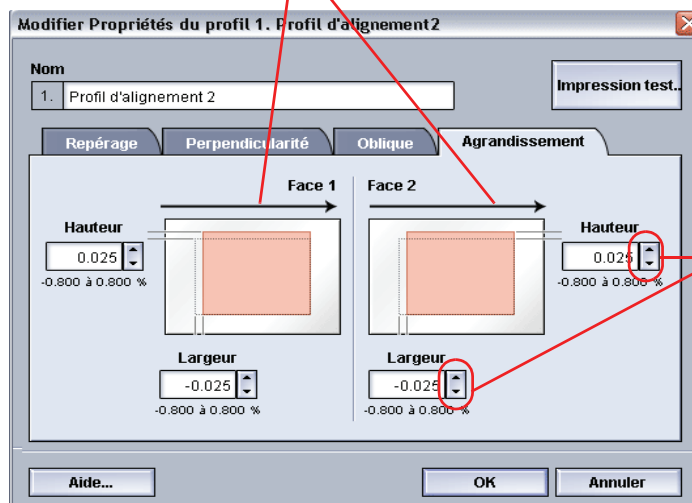 Modifier Propriétés du profil 1. Profil d'alignement2
Nom
1. Profil d'alignement 2
Impression test..
Repérage Perpendicularité Oblique Agrandissement
Face 1 Face 2
Hauteur Hauteur
0.025 0.025
-0.800 à 0.800 % -0.800 à 0.800 %
Largeur Largeur
-0.025 -0.025
-0.800 à 0.800 % -0.800 à 0.800 %
Aide... OK Annuler